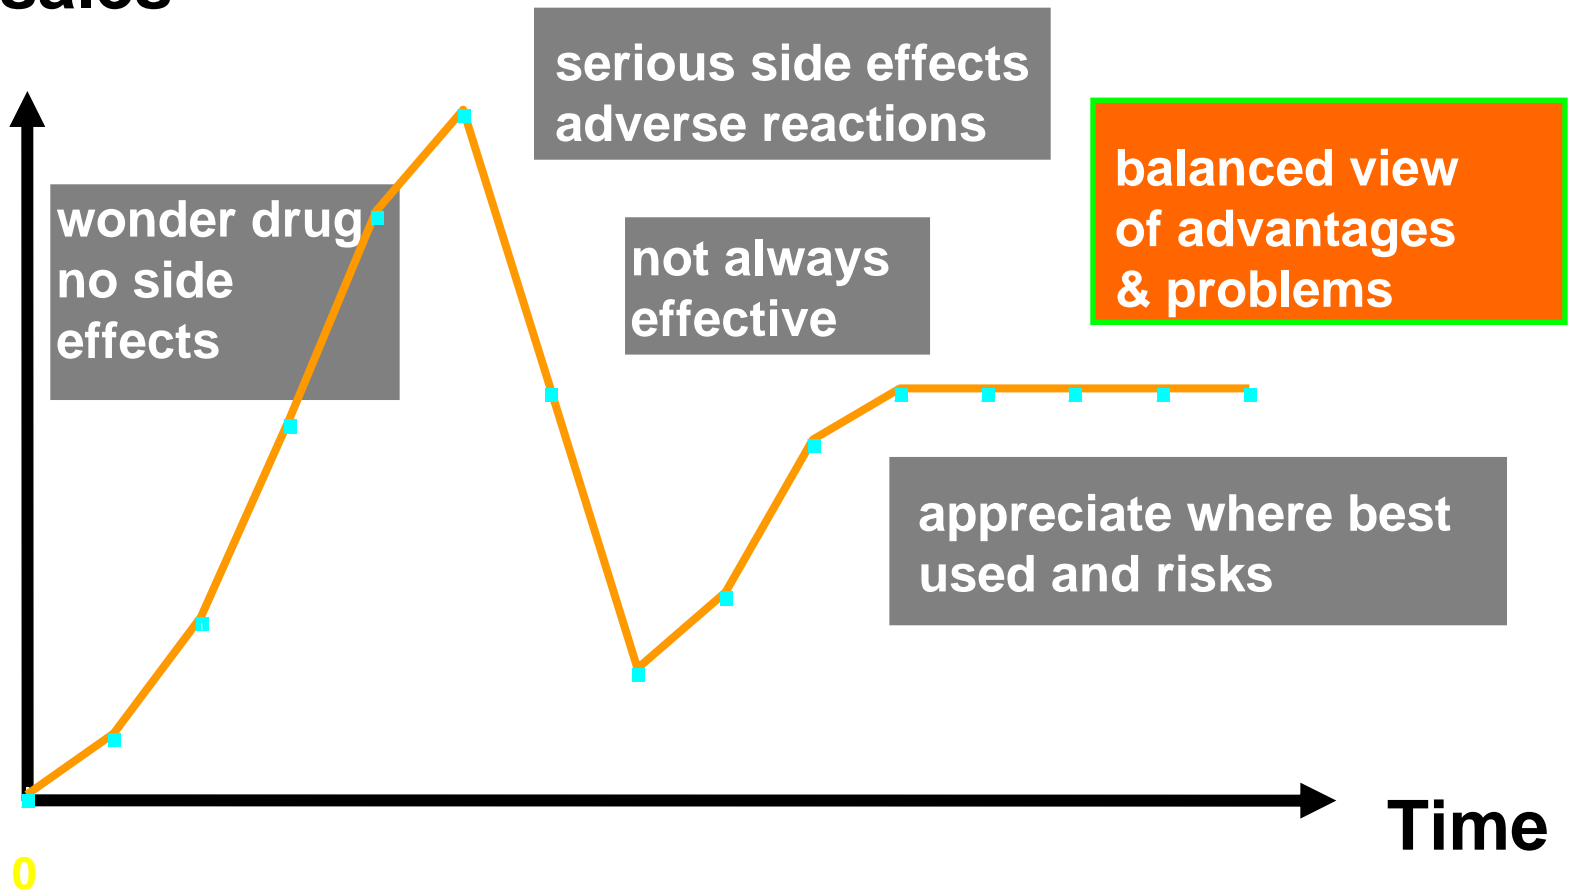 sales
serious side effects
adverse reactions
wonder drug
no side
effects
not always
effective
balanced view
of advantages
& problems
appreciate where best
used and risks
Time
0